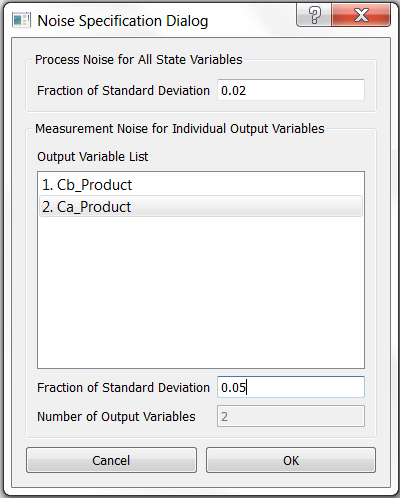 Noise Specification Dialog
Process Noise for All State Variables
Fraction of Standard Deviation 0.02
Measurement Noise for Individual Output Variables
Output Variable List
1. Cb_Product
2. Ca_Product
Fraction of Standard Deviation 0.05
Number of Output Variables 2
Cancel OK